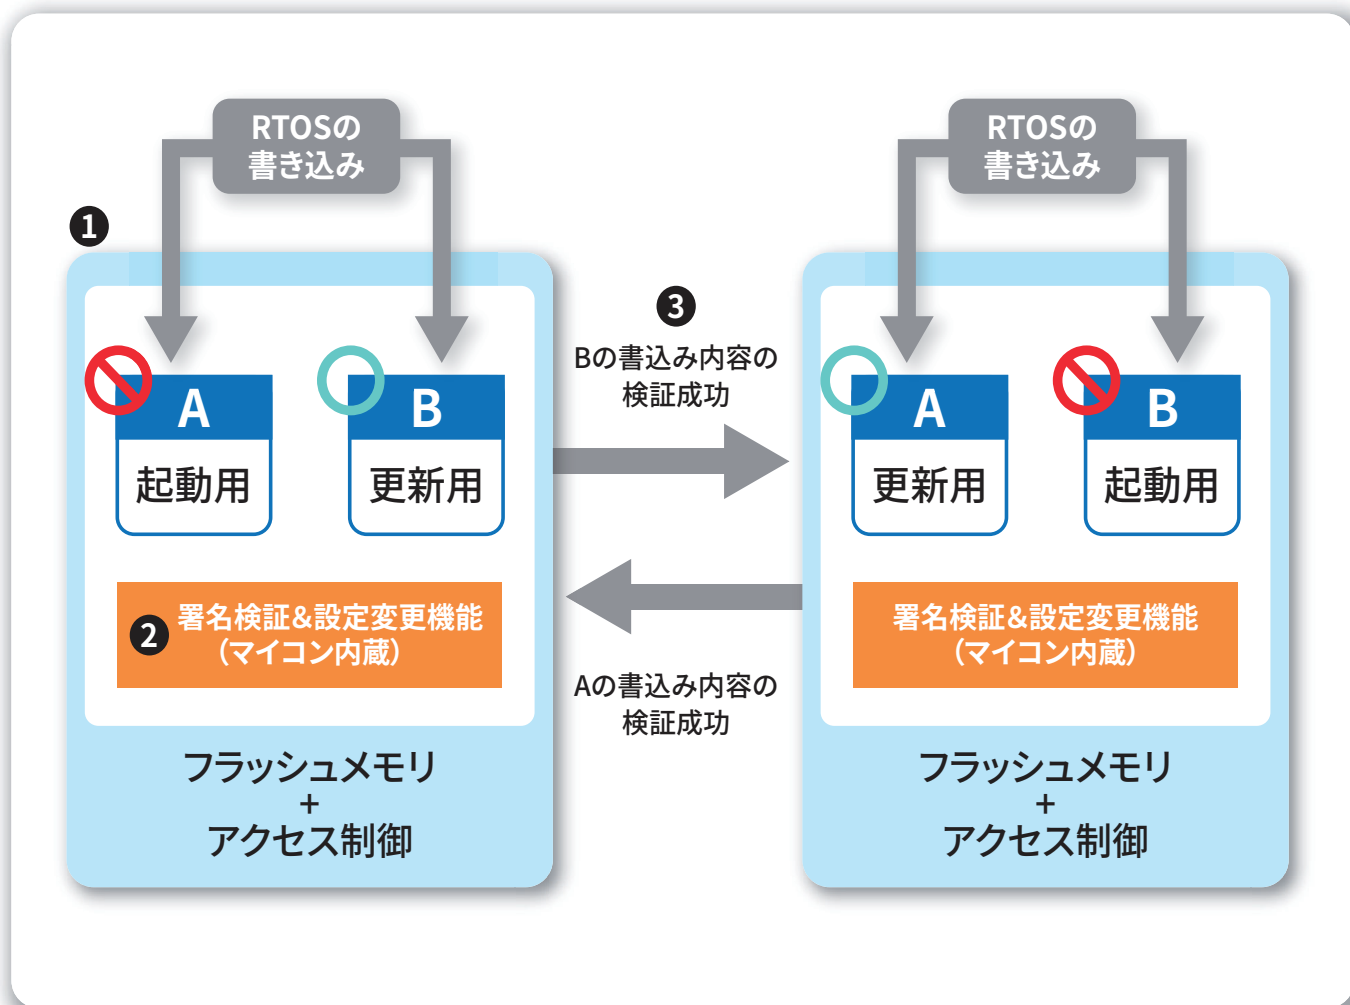 RTOSの
書き込み
❶
A
起動用
B
更新用
❷
署名検証&設定変更機能
（マイコン内蔵）
フラッシュメモリ
+
アクセス制御
❸
Bの書込み内容の
検証成功
Aの書込み内容の
検証成功
RTOSの
書き込み
A
更新用
B
起動用
署名検証&設定変更機能
（マイコン内蔵）
フラッシュメモリ
+
アクセス制御